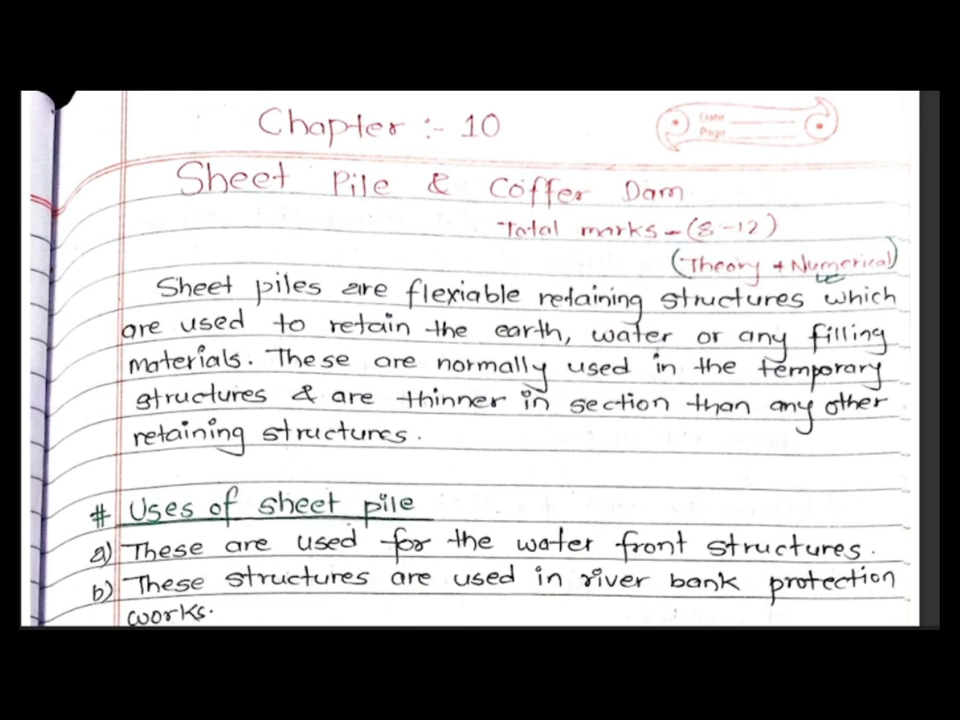 Chapter :- 10
Date
Page
Sheet Pile & Coffer Dam
Total marks - (8-12)
(Theory + Numerical)
Sheet piles are flexiable retaining structures which
are used to retain the earth, water or any filling
materials. These are normally used in the temporary
structures & are thinner in section than any other
retaining structures.
# Uses of sheet pile
a) These are used for the water front structures.
b) These structures are used in river bank protection
works.